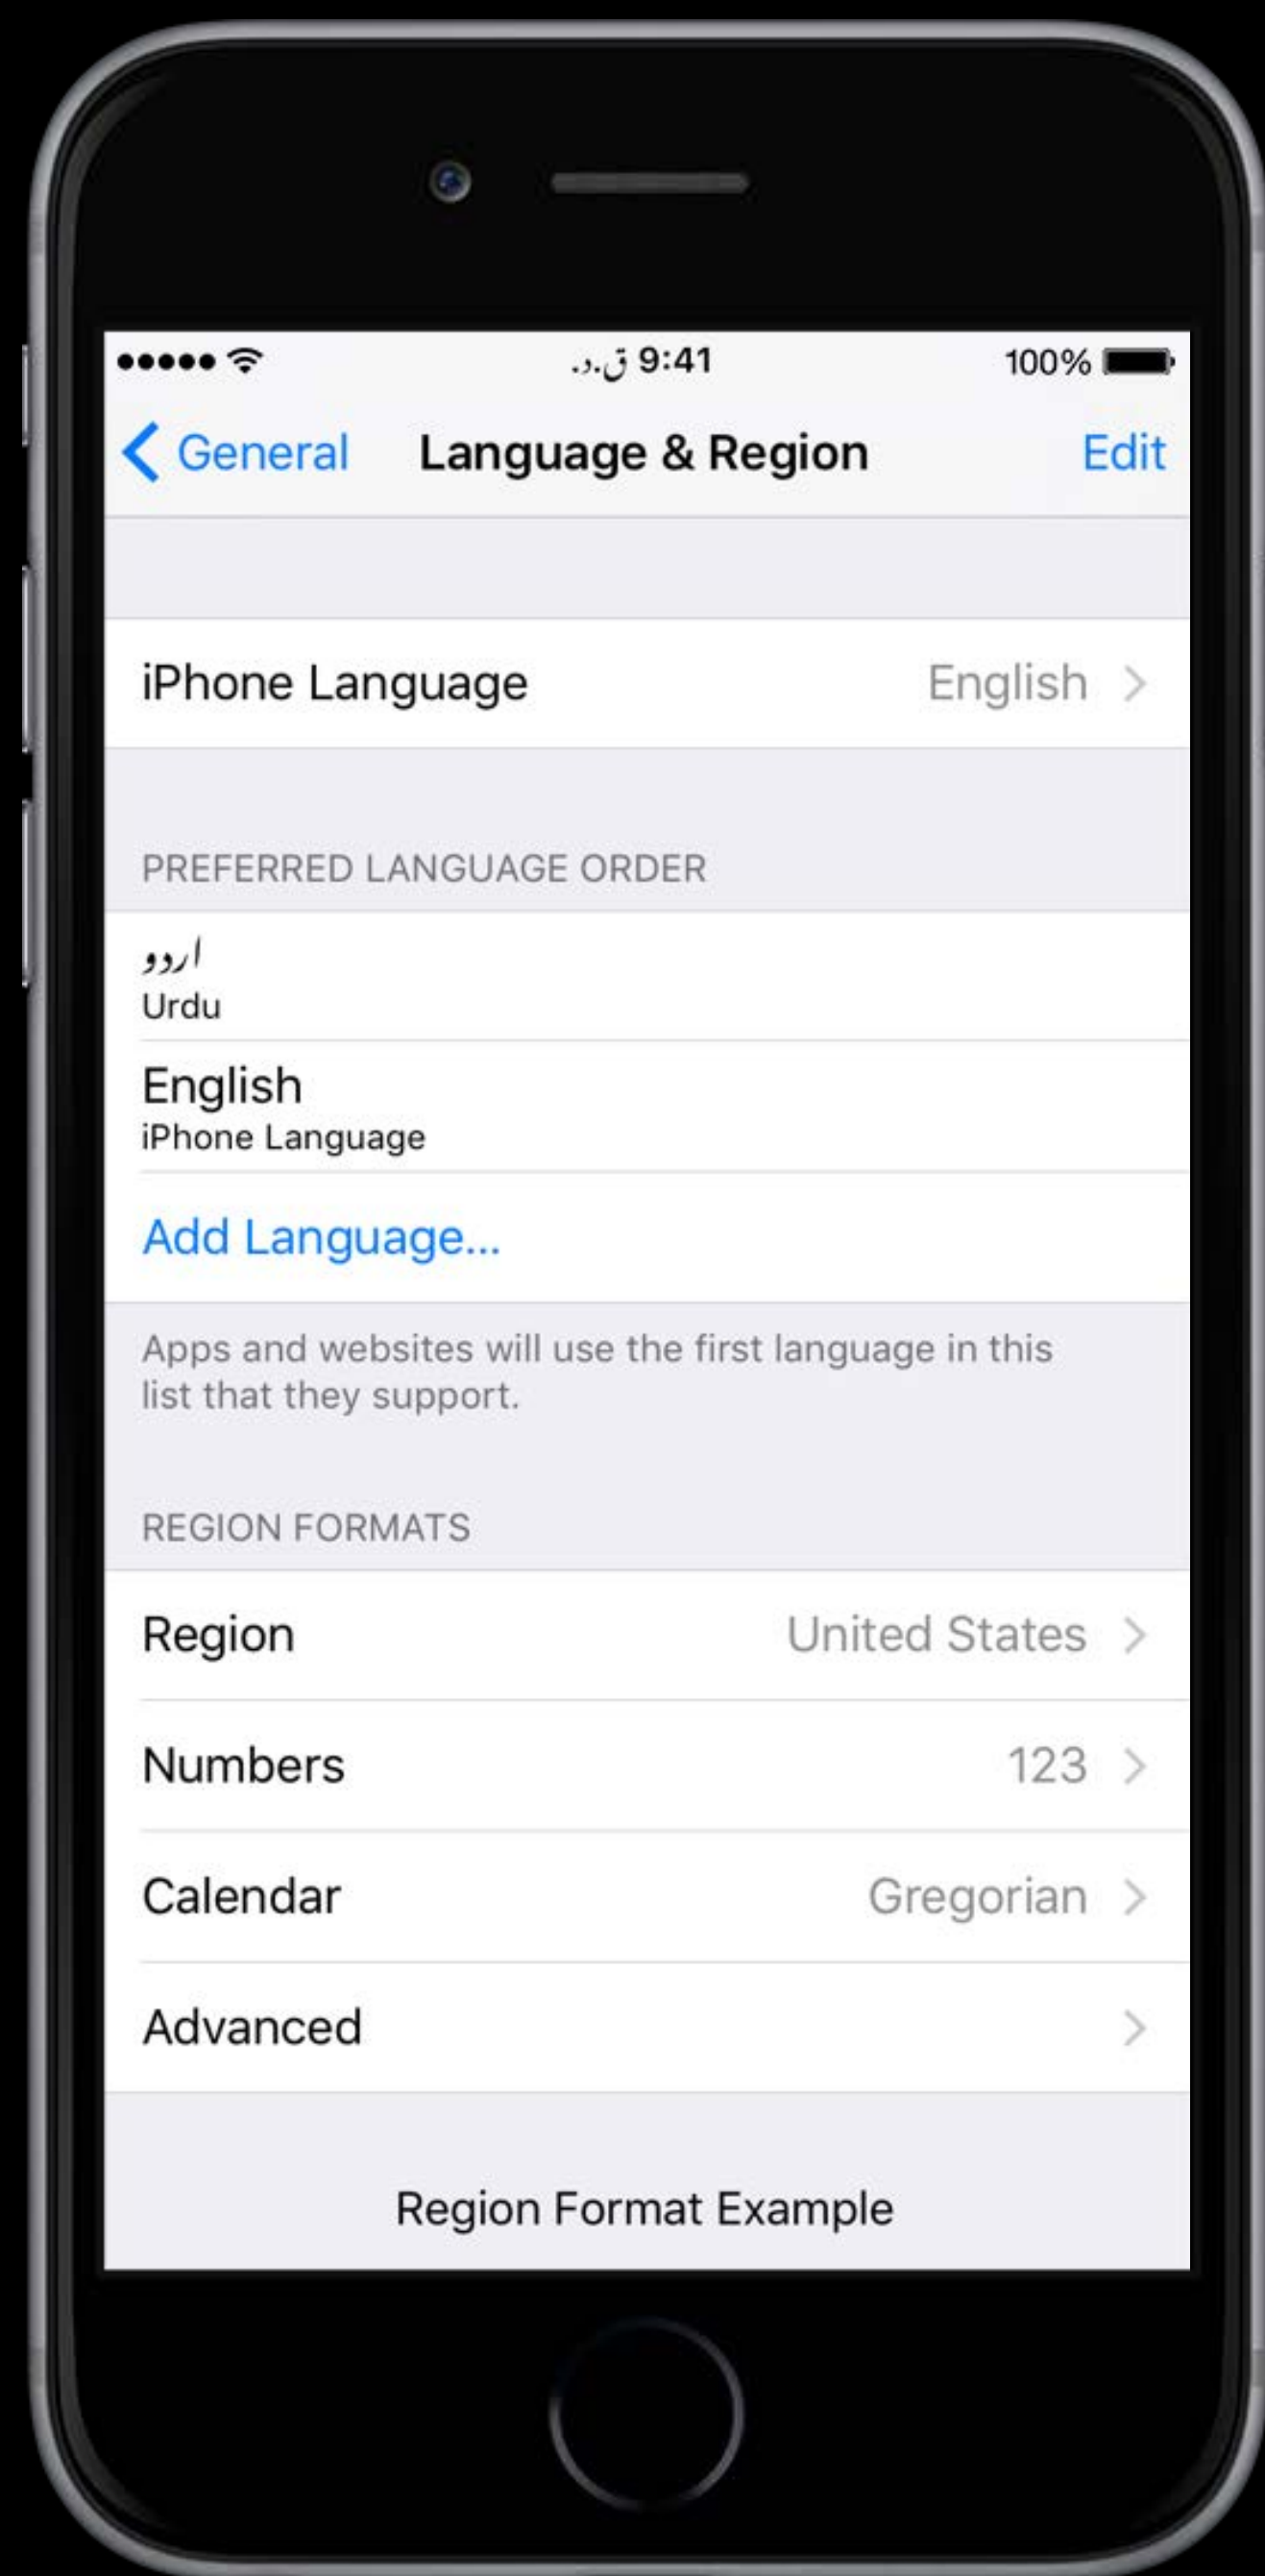 9:41 ق.د. 100%
General Language & Region Edit
iPhone Language English
PREFERRED LANGUAGE ORDER
اردو
Urdu
English
iPhone Language
Add Language...
Apps and websites will use the first language in this
list that they support.
REGION FORMATS
Region United States
Numbers 123
Calendar Gregorian
Advanced
Region Format Example